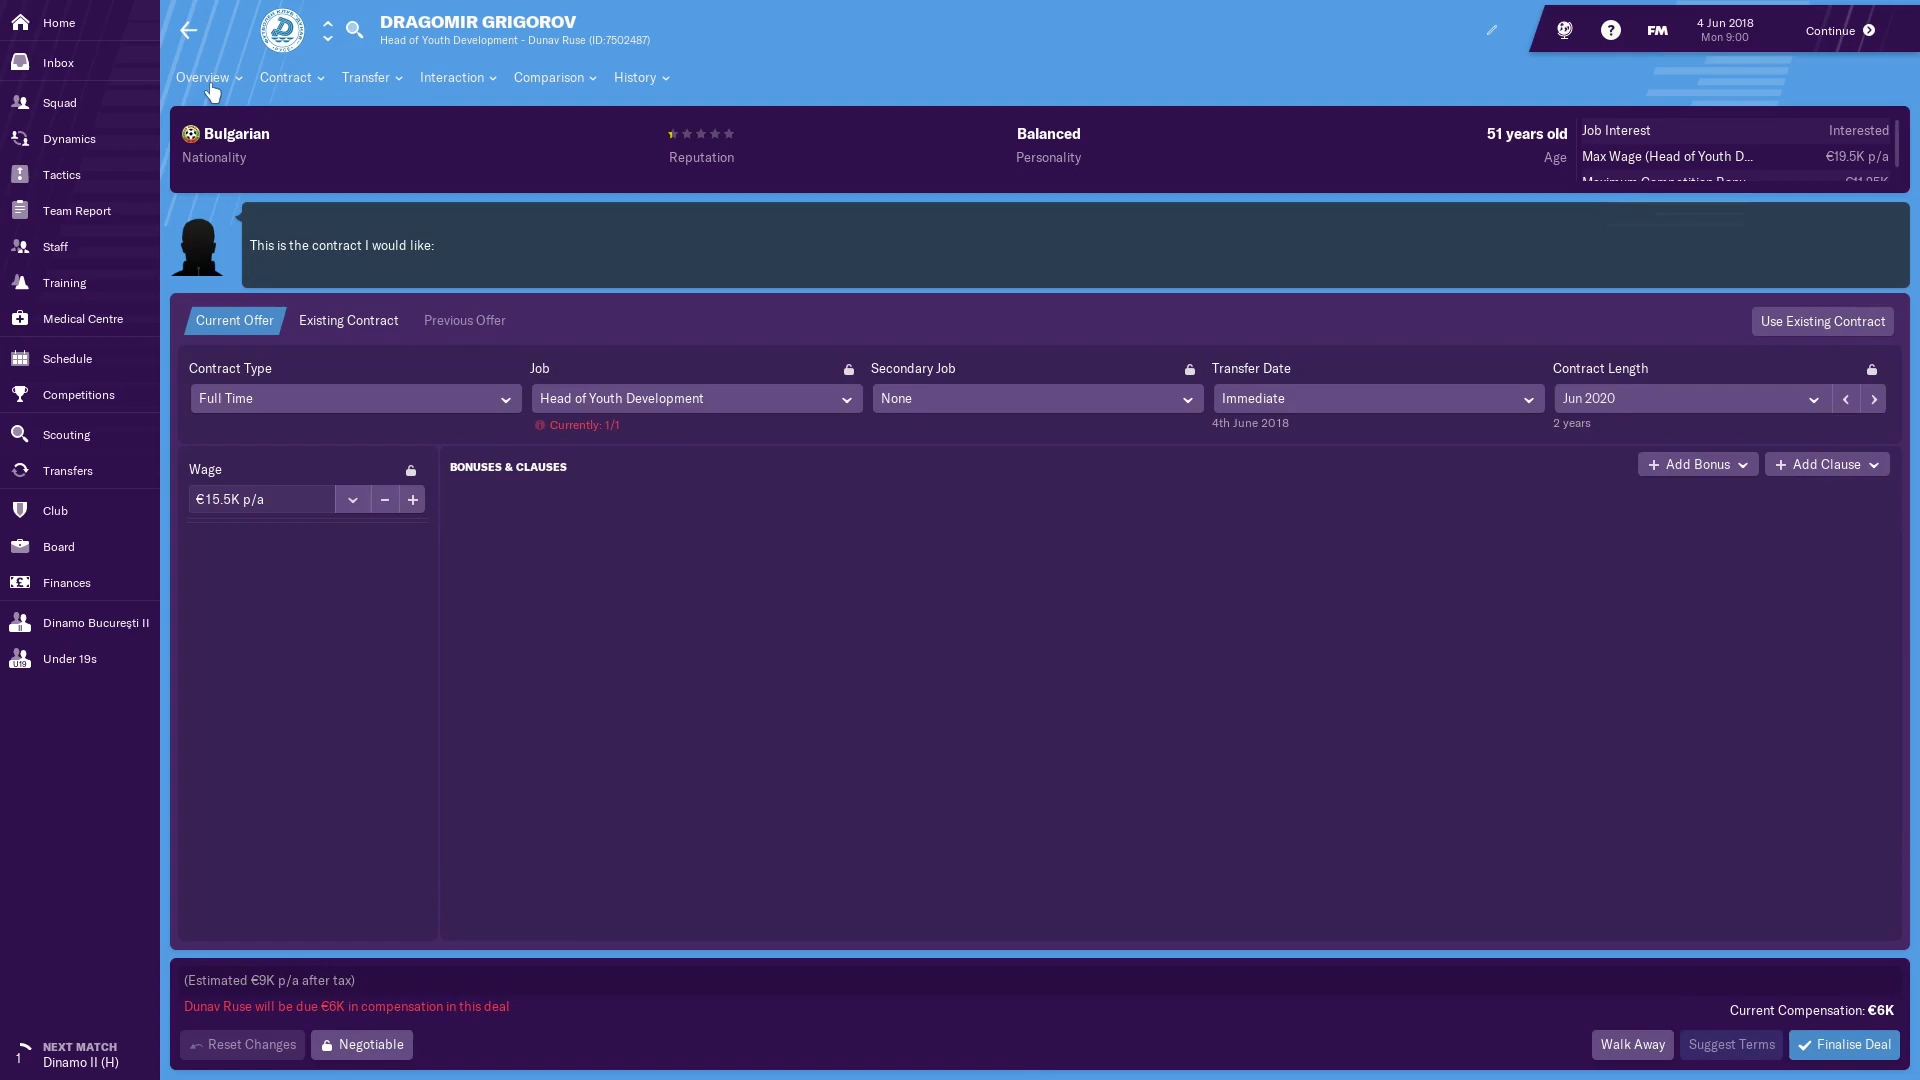 Home
Inbox
Squad
Dynamics
Tactics
Team Report
Staff
Training
Medical Centre
Schedule
Competitions
Scouting
Transfers
Club
Board
Finances
Dinamo Bucureşti II
Under 19s
1 NEXT MATCH
Dinamo II (H)
DRAGOMIR GRIGOROV
Head of Youth Development - Dunav Ruse (ID:7502487)
FM
4 Jun 2018
Mon 9:00
Continue
Overview Contract Transfer Interaction Comparison History
Bulgarian
Nationality
Reputation
Balanced
Personality
51 years old
Age
Job Interest Interested
Max Wage (Head of Youth D... €19.5K p/a
Maximum Competition Bonu... €11.25K
This is the contract I would like:
Current Offer Existing Contract Previous Offer
Use Existing Contract
Contract Type
Full Time
Job
Head of Youth Development
Currently: 1/1
Secondary Job
None
Transfer Date
Immediate
4th June 2018
Contract Length
Jun 2020
2 years
Wage
€15.5K p/a
BONUSES & CLAUSES
Add Bonus
Add Clause
(Estimated €9K p/a after tax)
Dunav Ruse will be due €6K in compensation in this deal
Current Compensation: €6K
Reset Changes
Negotiable
Walk Away
Suggest Terms
Finalise Deal